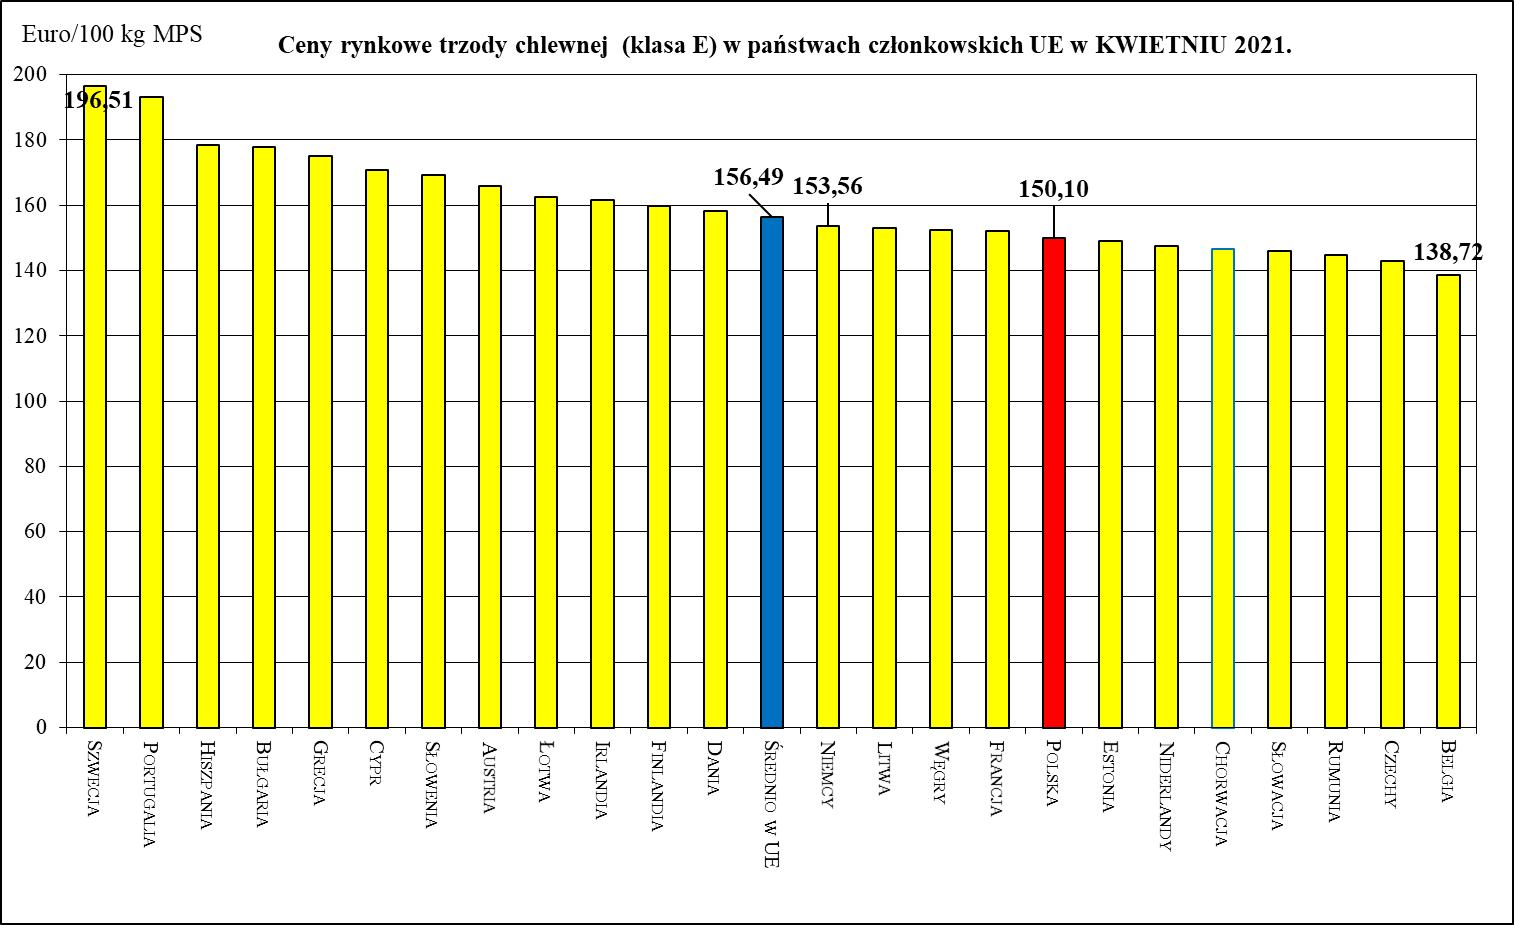 Euro/100 kg MPS
Ceny rynkowe trzody chlewnej  (klasa E) w państwach członkowskich UE w KWIETNIU 2021.
200
180
160
140
120
100
80
60
40
20
0
196,51
156,49
153,56
150,10
138,72
SZWECJA
PORTUGALIA
HISZPANIA
BUŁGARIA
GRECJA
CYPR
SŁOWENIA
AUSTRIA
ŁOTWA
IRLANDIA
FINLANDIA
DANIA
ŚREDNIO W UE
NIEMCY
LITWA
WĘGRY
FRANCJA
POLSKA
ESTONIA
NIDERLANDY
CHORWACJA
SŁOWACJA
RUMUNIA
CZECHY
BELGIA